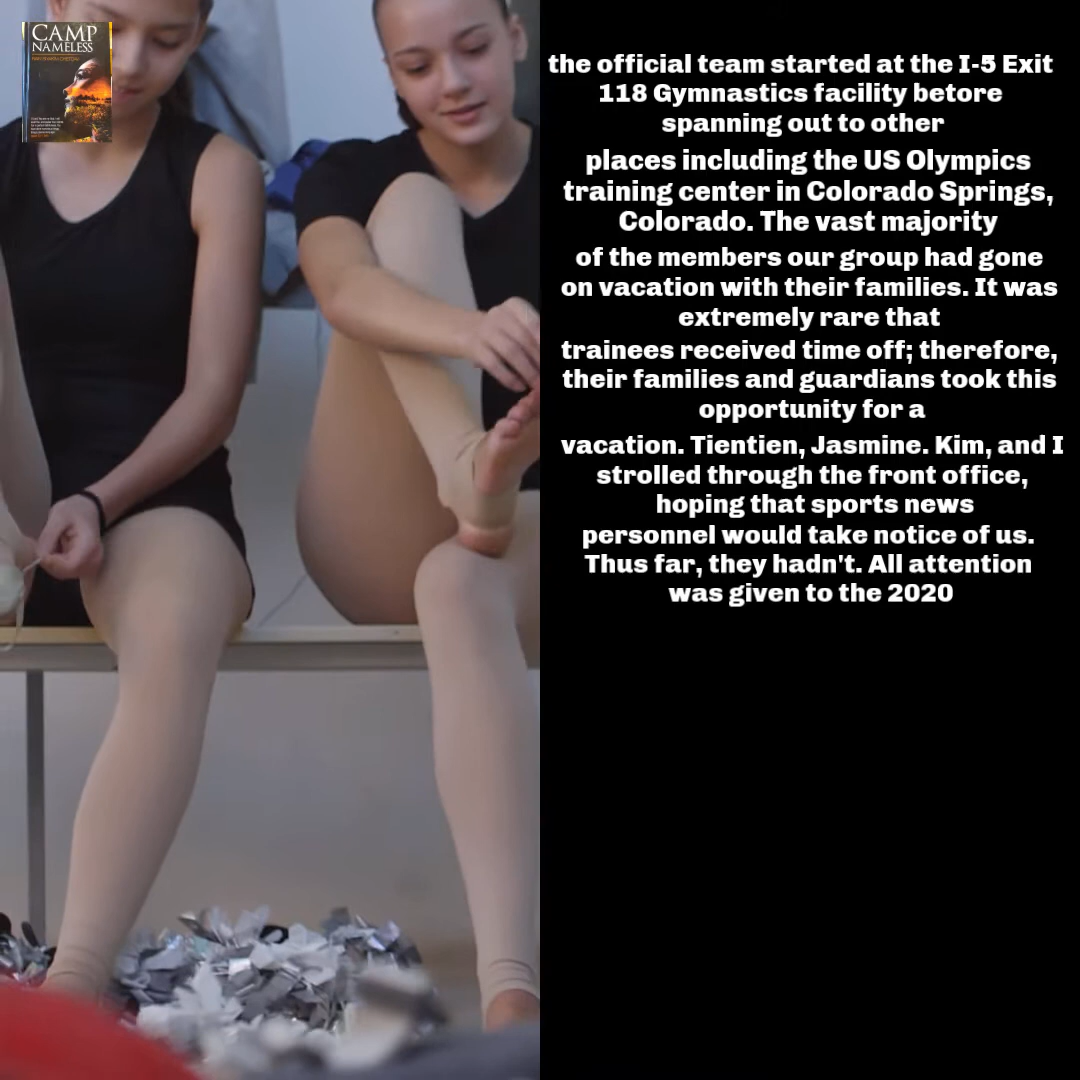 CAMP
NAMELESS
the official team started at the I-5 Exit
118 Gymnastics facility betore
spanning out to other
places including the US Olympics
training center in Colorado Springs,
Colorado. The vast majority
of the members our group had gone
on vacation with their families. It was
extremely rare that
trainees received time off; therefore,
their families and guardians took this
opportunity for a
vacation. Tientien, Jasmine. Kim, and I
strolled through the front office,
hoping that sports news
personnel would take notice of us.
Thus far, they hadn't. All attention
was given to the 2020